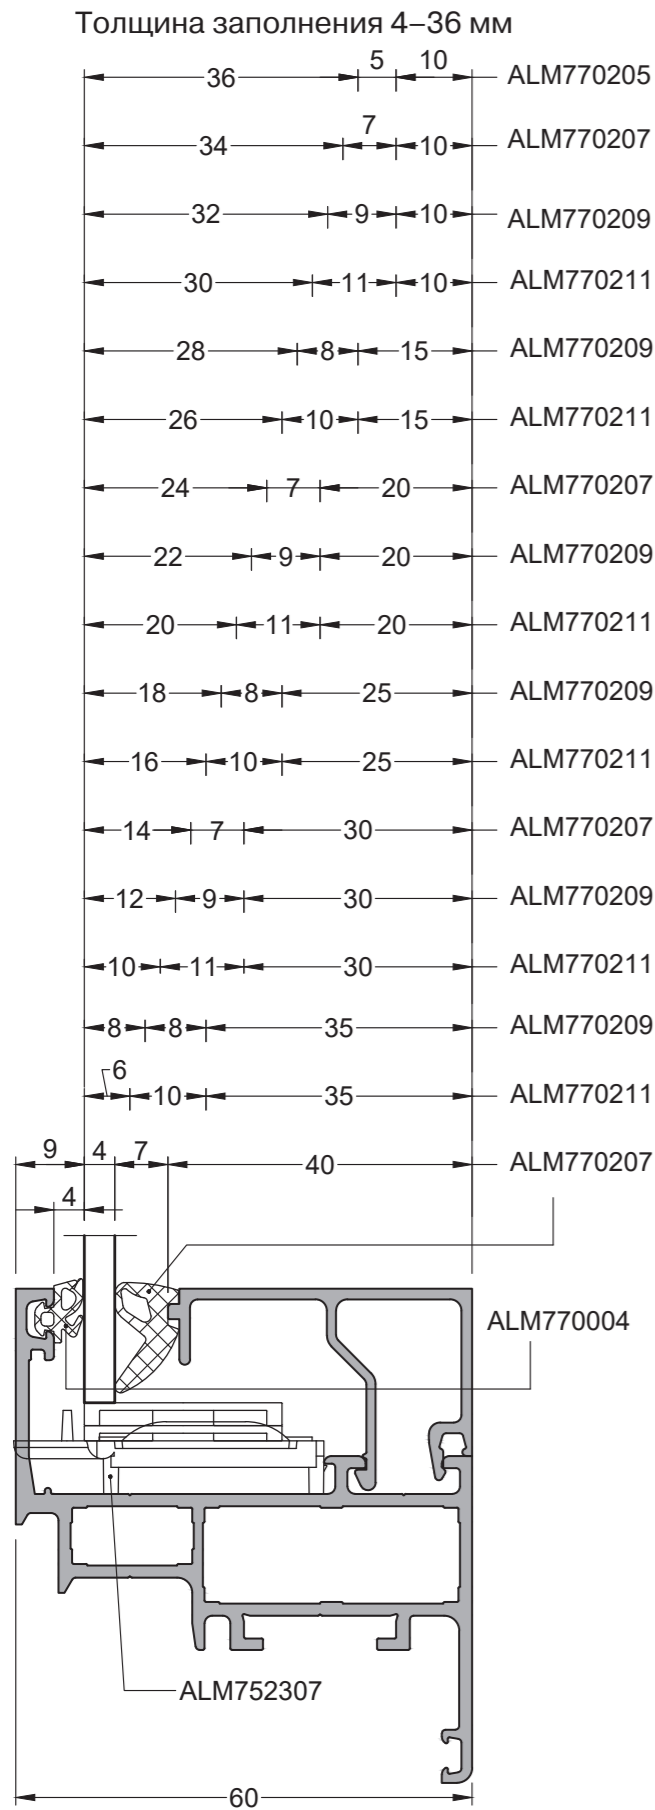 Толщина заполнения 4–36 мм
36 5 10 ALM770205
34 7 10 ALM770207
32 9 10 ALM770209
30 11 10 ALM770211
28 8 15 ALM770209
26 10 15 ALM770211
24 7 20 ALM770207
22 9 20 ALM770209
20 11 20 ALM770211
18 8 25 ALM770209
16 10 25 ALM770211
14 7 30 ALM770207
12 9 30 ALM770209
10 11 30 ALM770211
8 8 35 ALM770209
6 10 35 ALM770211
9 4 7 40 ALM770207
4
ALM770004
ALM752307
60